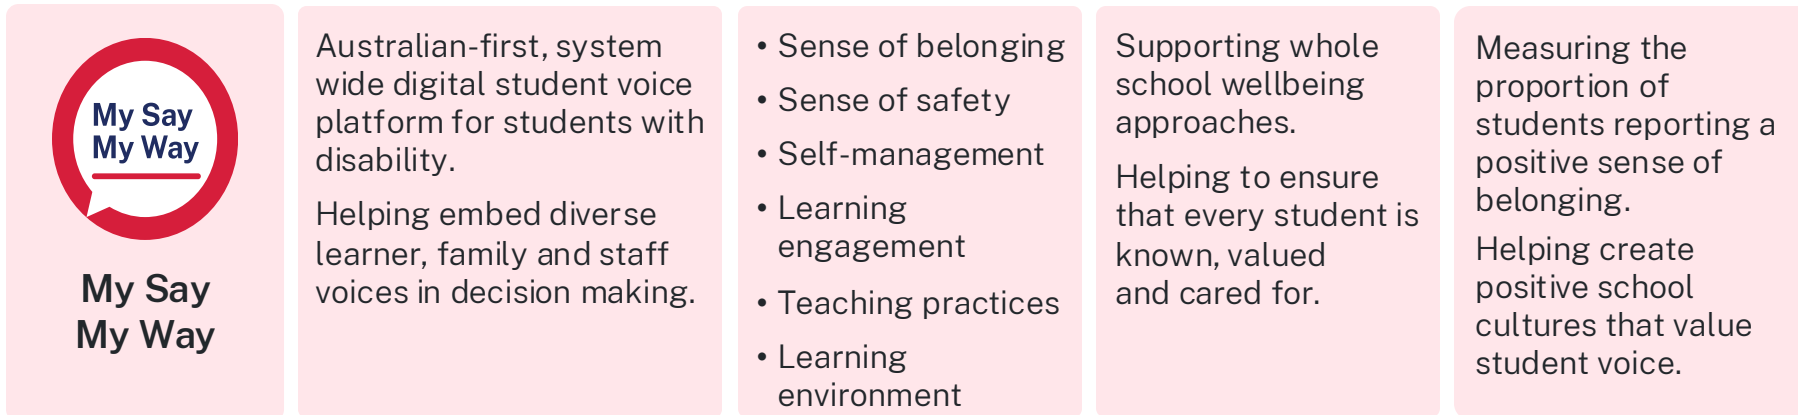 My Say
My Way
My Say
My Way
Australian-first, system
wide digital student voice
platform for students with
disability.
Helping embed diverse
learner, family and staff
voices in decision making.
• Sense of belonging
• Sense of safety
• Self-management
• Learning
engagement
• Teaching practices
• Learning
environment
Supporting whole
school wellbeing
approaches.
Helping to ensure
that every student is
known, valued
and cared for.
Measuring the
proportion of
students reporting a
positive sense of
belonging.
Helping create
positive school
cultures that value
student voice.